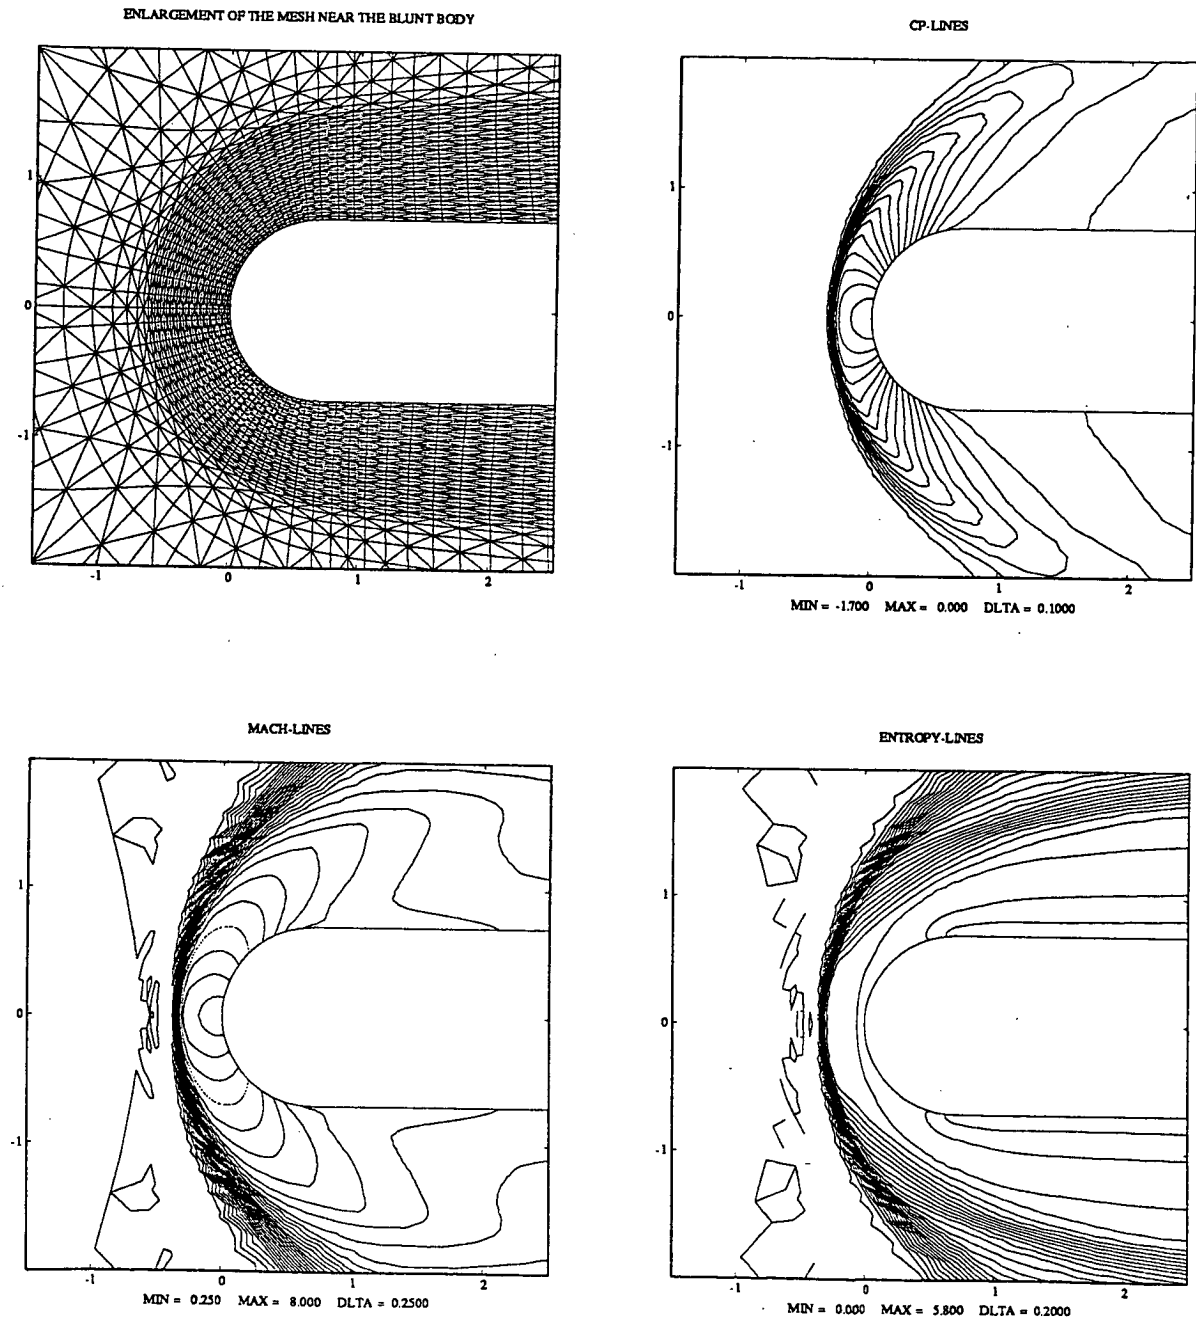 ENLARGEMENT OF THE MESH NEAR THE BLUNT BODY
1
0
-1
-1 0 1 2
CP-LINES
1
0
-1
-1 0 1 2
MIN = -1.700 MAX = 0.000 DLTA = 0.1000
MACH-LINES
1
0
-1
-1 0 1 2
MIN = 0.250 MAX = 8.000 DLTA = 0.2500
ENTROPY-LINES
1
0
-1
-1 0 1 2
MIN = 0.000 MAX = 5.800 DLTA = 0.2000